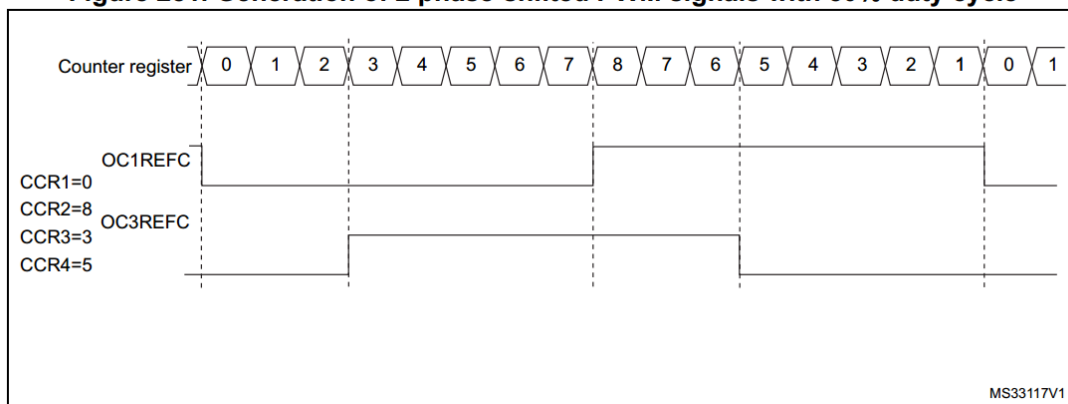 Figure Generation of 2 phase-shifted PWM signals with 50% duty cycle
Counter register 0 1 2 3 4 5 6 7 8 7 6 5 4 3 2 1 0 1
OC1REFC
CCR1=0
CCR2=8
OC3REFC
CCR3=3
CCR4=5
MS33117V1